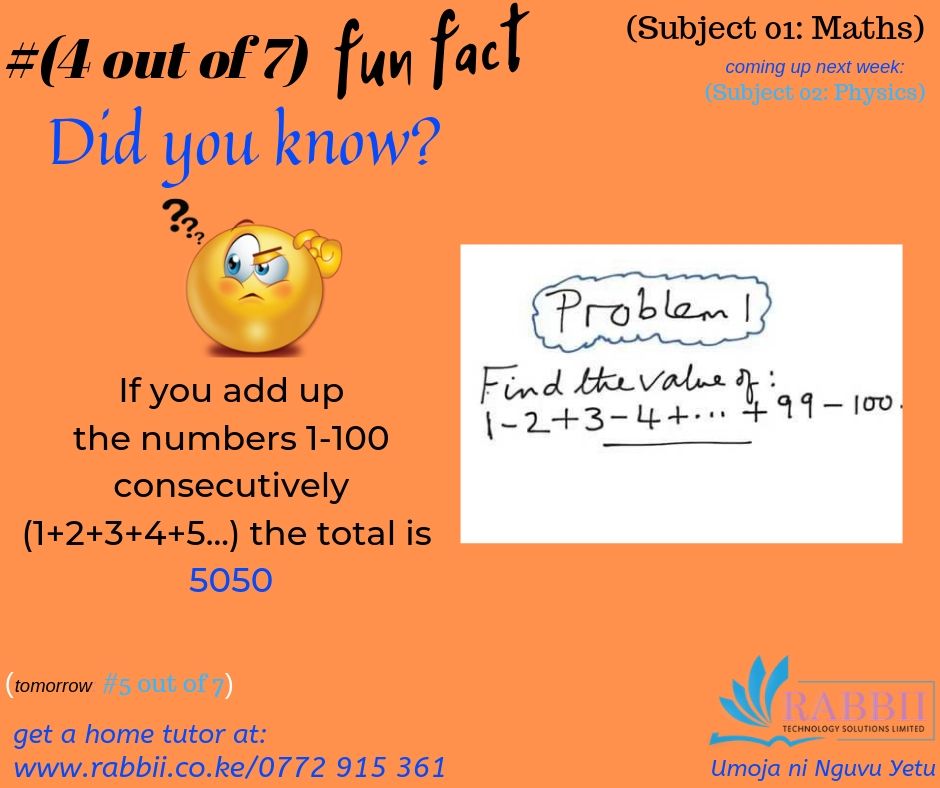 #(4 out of 7) fun fact
(Subject 01: Maths)
coming up next week:
(Subject 02: Physics)
Did you know?
???
If you add up
the numbers 1-100
consecutively
(1+2+3+4+5...) the total is
5050
Problem 1
Find the value of:
1-2+3-4+...+99-100.
(tomorrow #5 out of 7)
get a home tutor at:
www.rabbii.co.ke/0772 915 361
RABBII
TECHNOLOGY SOLUTIONS LIMITED
Umoja ni Nguvu Yetu